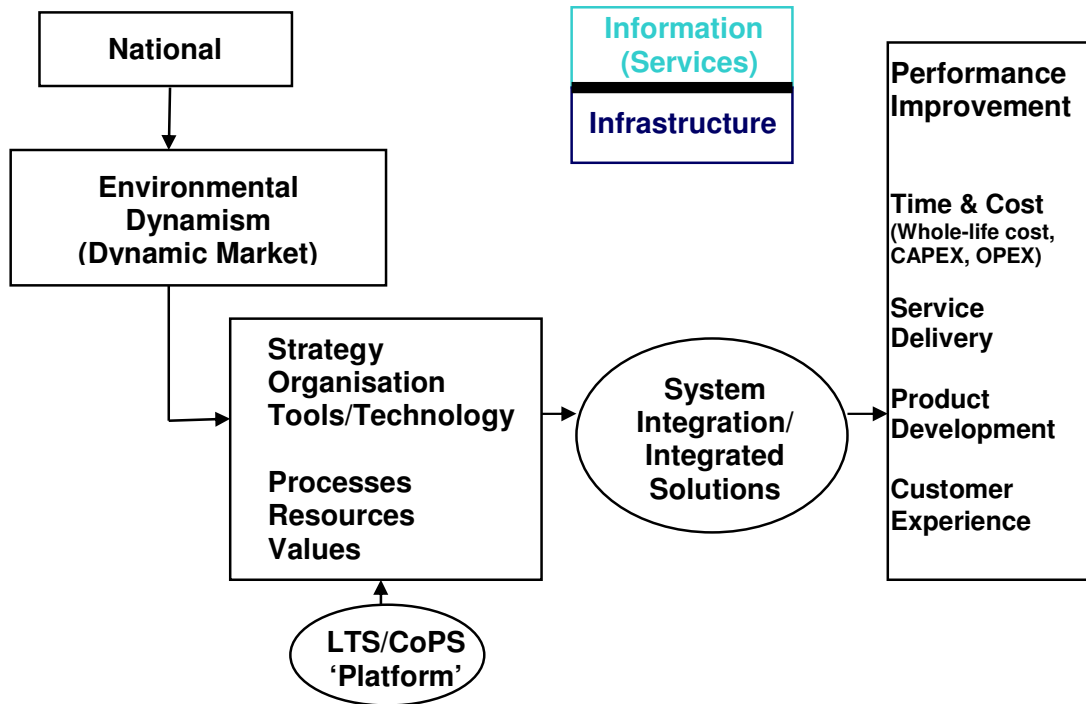 National
Environmental
Dynamism
(Dynamic Market)
Information
(Services)
Infrastructure
Strategy
Organisation
Tools/Technology
Processes
Resources
Values
LTS/CoPS
‘Platform’
System
Integration/
Integrated
Solutions
Performance
Improvement
Time & Cost
(Whole-life cost,
CAPEX, OPEX)
Service
Delivery
Product
Development
Customer
Experience